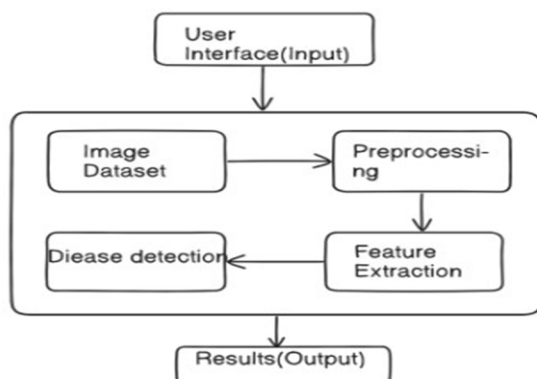 User
Interface(Input)
Image
Dataset
Preprocessi-
ng
Feature
Extraction
Diease detection
Results(Output)